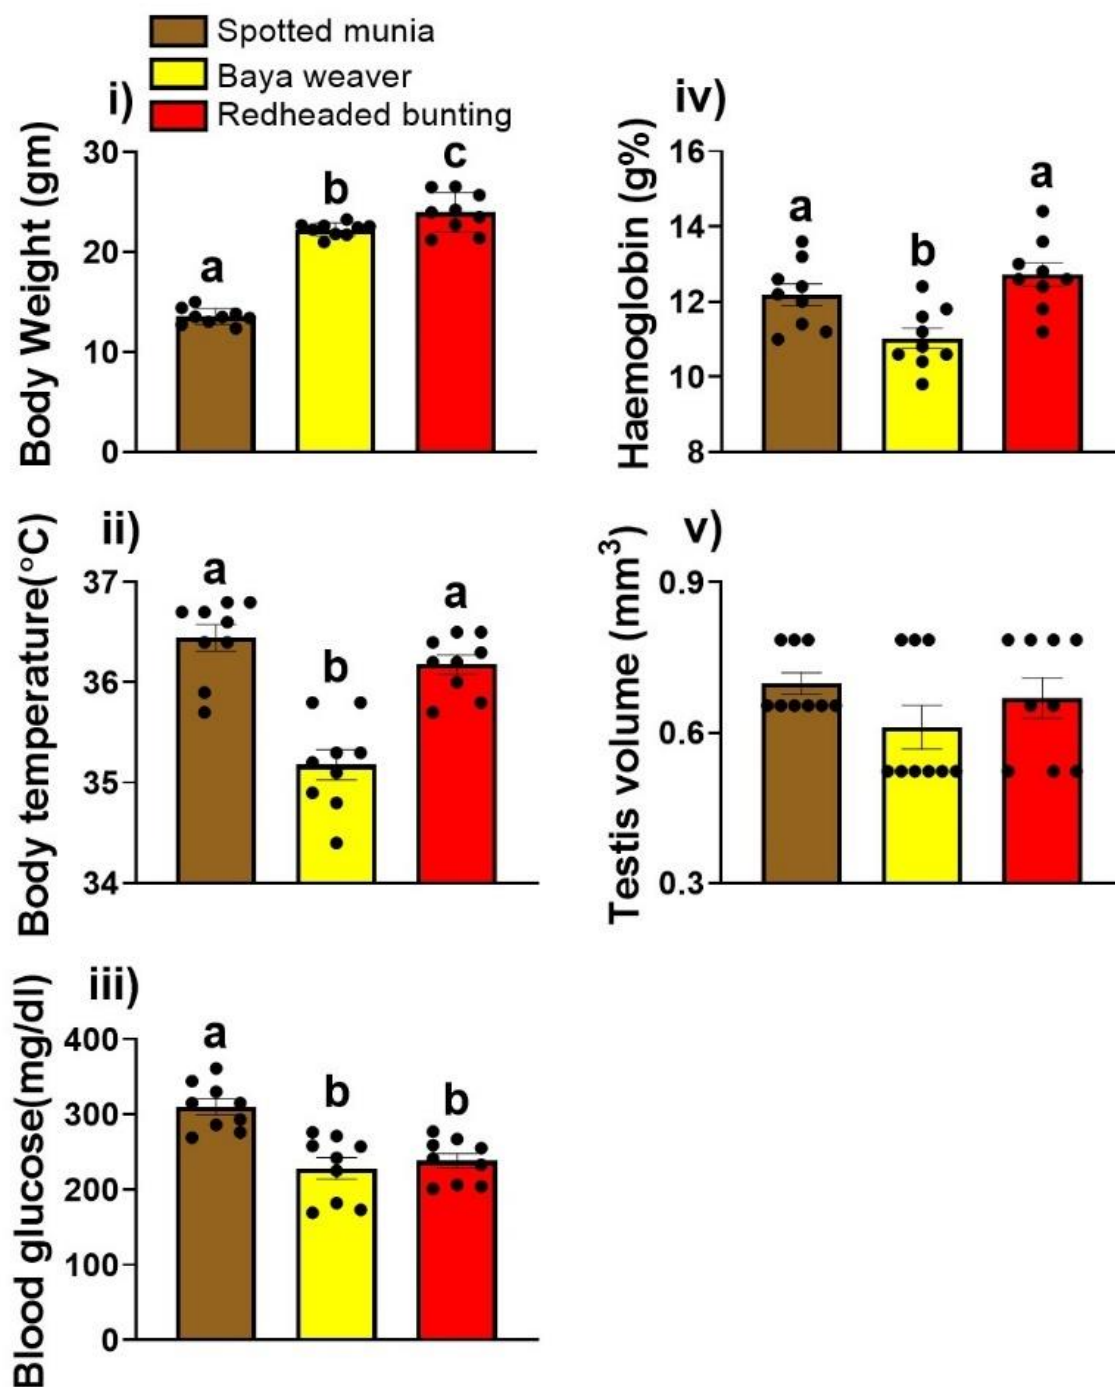 Spotted munia
Baya weaver
Redheaded bunting
i)
Body Weight (gm)
30
20
10
0
a
b
c
iv)
Haemoglobin (g%)
16
14
12
10
8
a
b
a
ii)
Body temperature(°C)
37
36
35
34
a
b
a
v)
Testis volume (mm³)
0.9
0.6
0.3
iii)
Blood glucose(mg/dl)
400
300
200
100
0
a
b
b